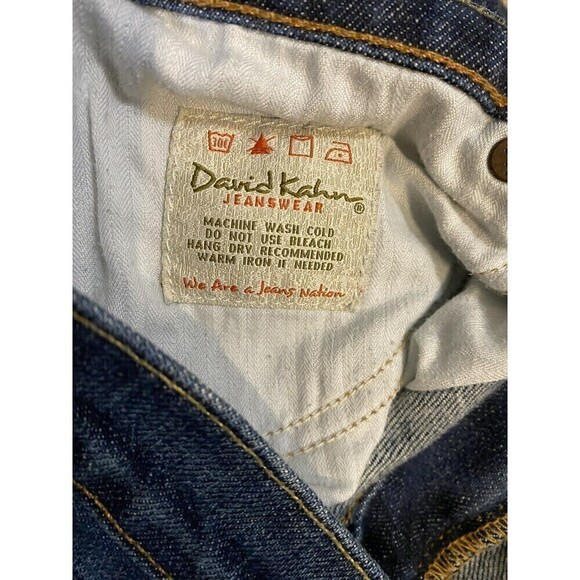 David Kahn®
JEANSWEAR
MACHINE WASH COLD
DO NOT USE BLEACH
HANG DRY RECOMMENDED
WARM IRON IF NEEDED
We Are a Jeans Nation